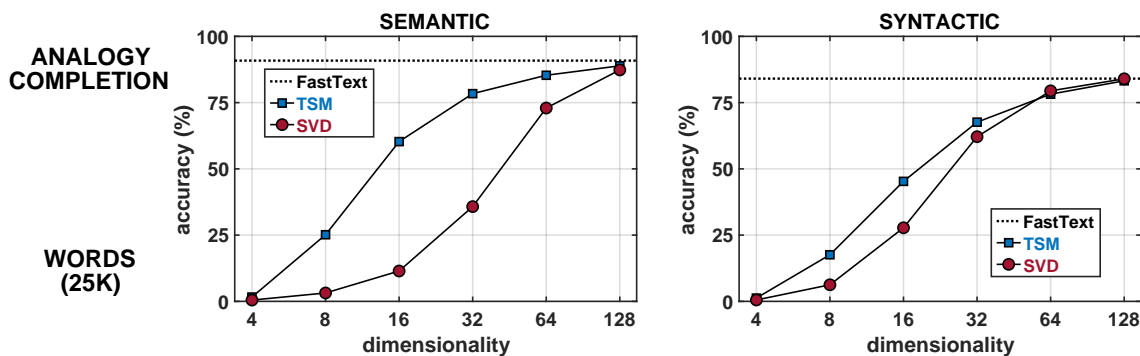 ANALOGY
COMPLETION
WORDS
(25K)
SEMANTIC
accuracy (%)
100
75
50
25
0
FastText
TSM
SVD
4 8 16 32 64 128
dimensionality
SYNTACTIC
accuracy (%)
100
75
50
25
0
FastText
TSM
SVD
4 8 16 32 64 128
dimensionality